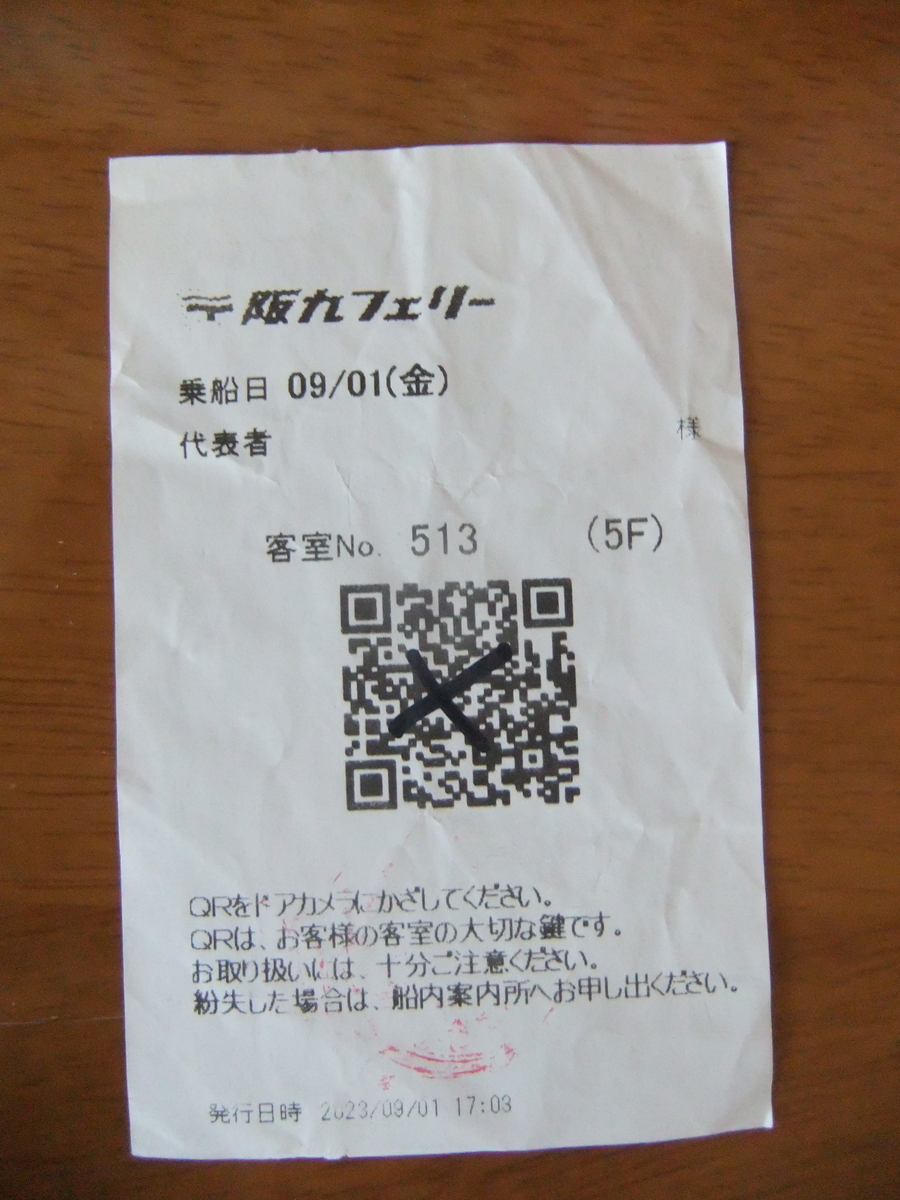 阪九フェリー
乗船日 09/01(金)
代表者 様
客室No. 513 (5F)
QRをドアカメラにかざしてください。
QRは、お客様の客室の大切な鍵です。
お取り扱いには、十分ご注意ください。
紛失した場合は、船内案内所へお申し出ください。
発行日時 2023/09/01 17:03